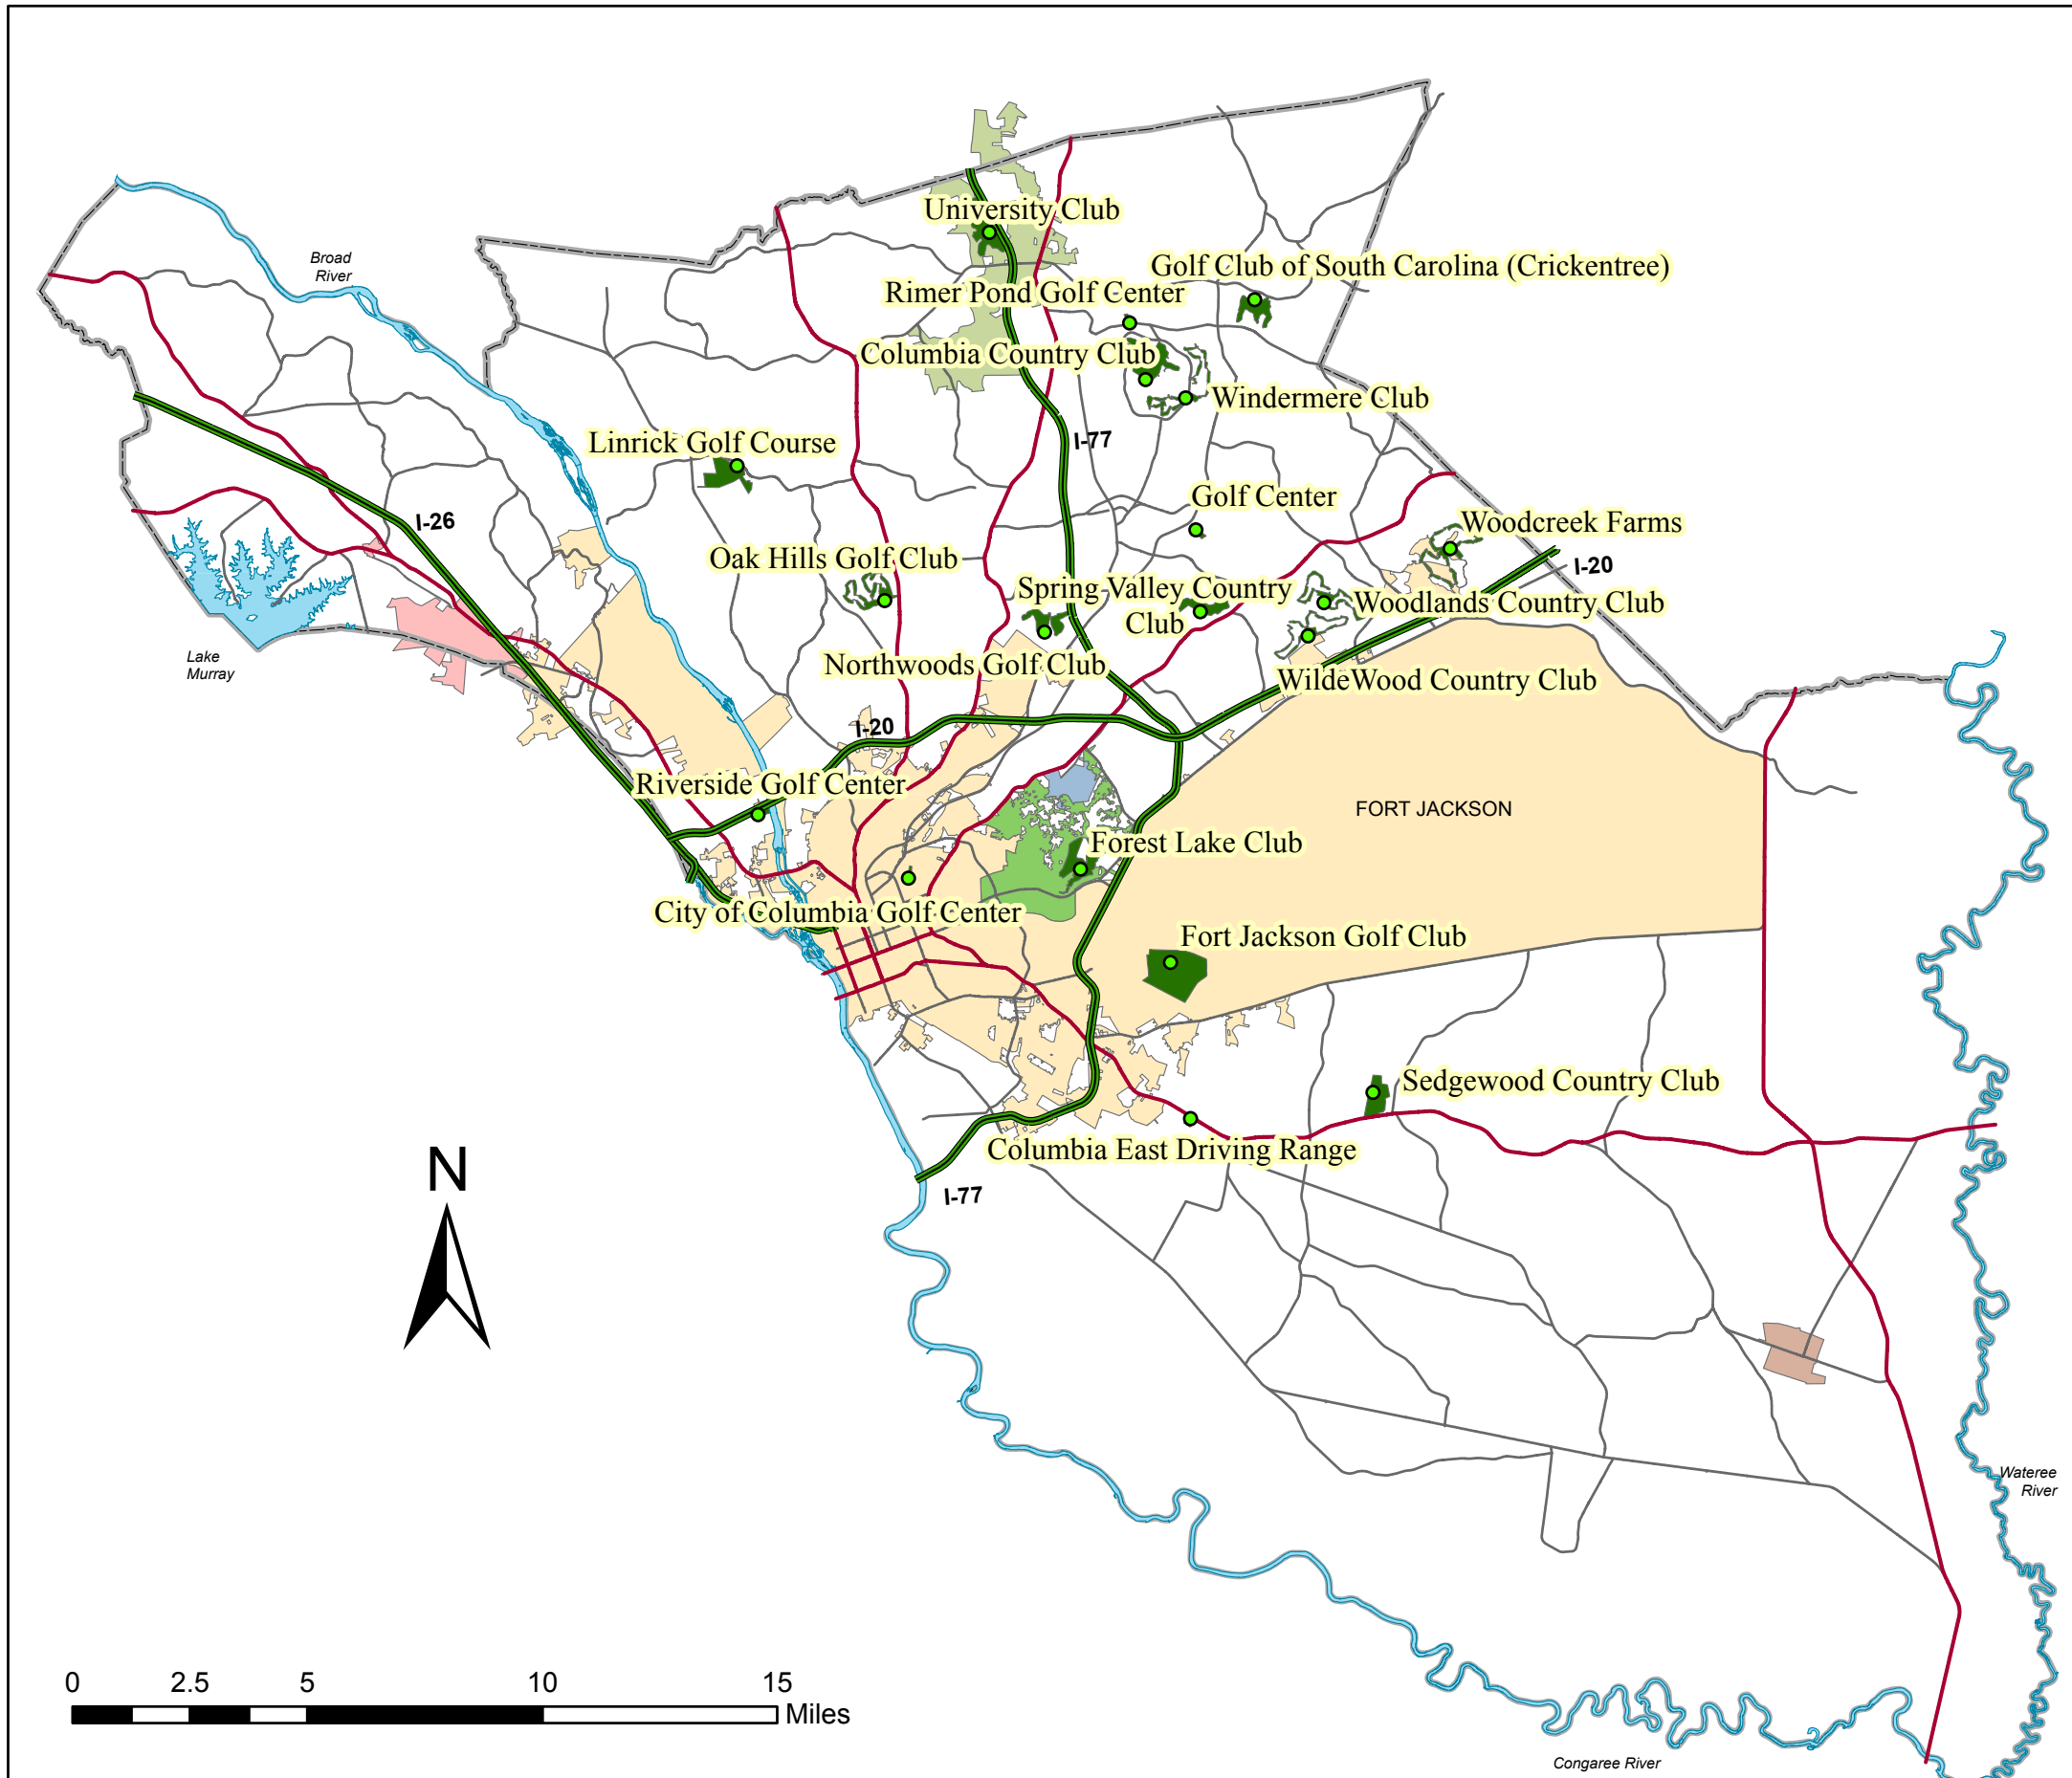 University Club
Broad
River
Golf Club of South Carolina (Crickentree)
Rimer Pond Golf Center
Columbia Country Club
Windermere Club
I-77
Linrick Golf Course
Golf Center
I-26
Woodcreek Farms
Oak Hills Golf Club
I-20
Spring Valley Country
Club
Woodlands Country Club
Lake
Murray
Northwoods Golf Club
WildeWood Country Club
I-20
Riverside Golf Center
FORT JACKSON
Forest Lake Club
City of Columbia Golf Center
Fort Jackson Golf Club
Sedgewood Country Club
Columbia East Driving Range
N
I-77
Wateree
River
0 2.5 5 10 15
Miles
Congaree River